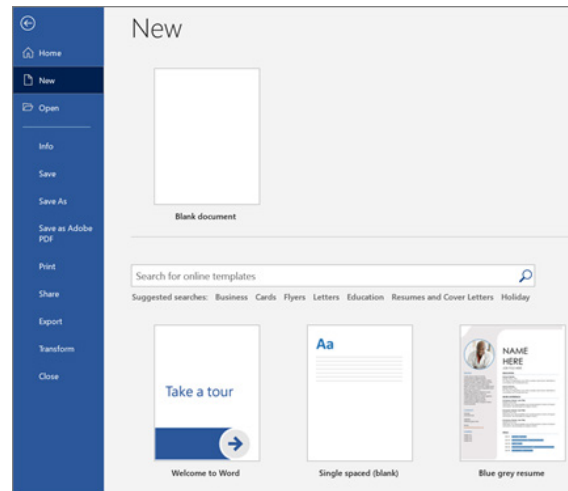 New
Home
New
Open
Info
Save
Save As
Save as Adobe
PDF
Print
Share
Export
Transform
Close
Blank document
Search for online templates
Suggested searches: Business Cards Flyers Letters Education Resumes and Cover Letters Holiday
Take a tour
Welcome to Word
Aa
Single spaced (blank)
NAME
HERE
Blue grey resume